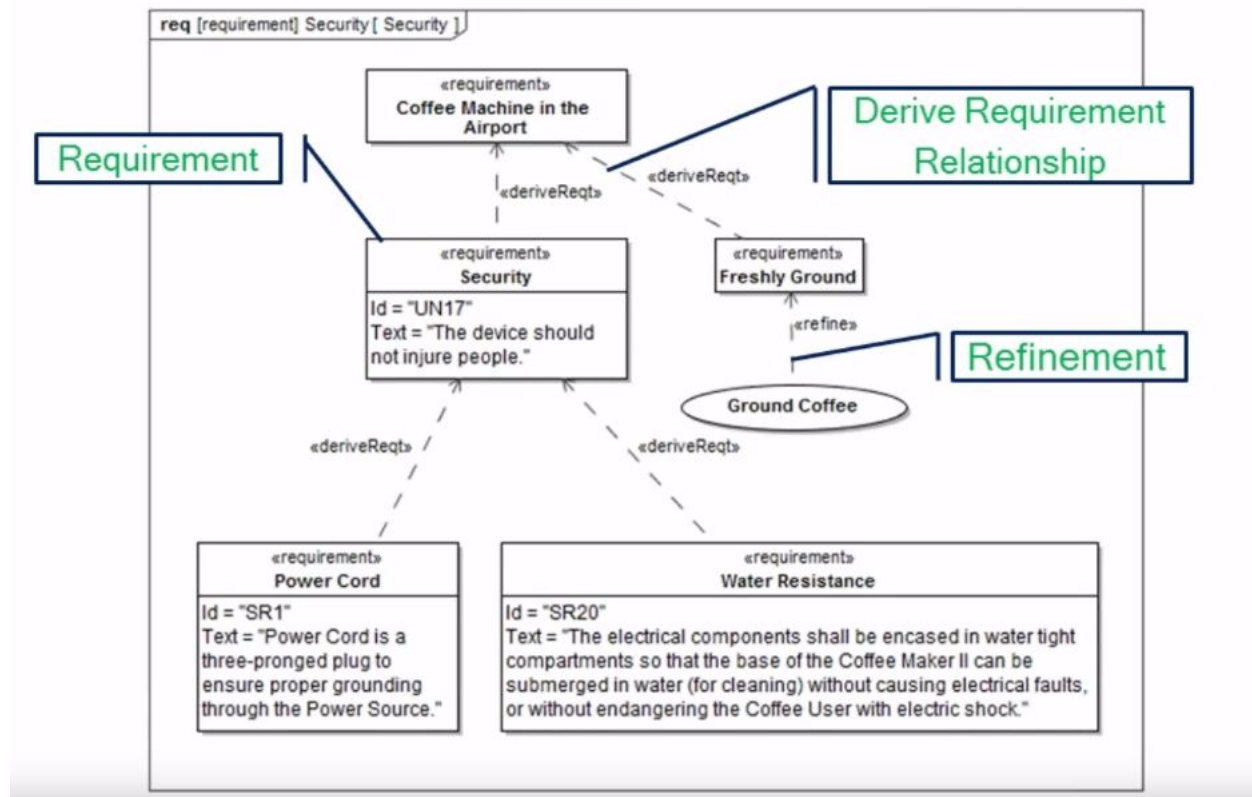 req [requirement] Security [ Security ]
«requirement»
Coffee Machine in the
Airport
Derive Requirement
Relationship
Requirement
«deriveReqt»
«deriveReqt»
«requirement»
Security
Id = "UN17"
Text = "The device should
not injure people."
«requirement»
Freshly Ground
«refine»
Refinement
Ground Coffee
«deriveReqt»
«deriveReqt»
«requirement»
Power Cord
Id = "SR1"
Text = "Power Cord is a
three-pronged plug to
ensure proper grounding
through the Power Source."
«requirement»
Water Resistance
Id = "SR20"
Text = "The electrical components shall be encased in water tight
compartments so that the base of the Coffee Maker II can be
submerged in water (for cleaning) without causing electrical faults,
or without endangering the Coffee User with electric shock."